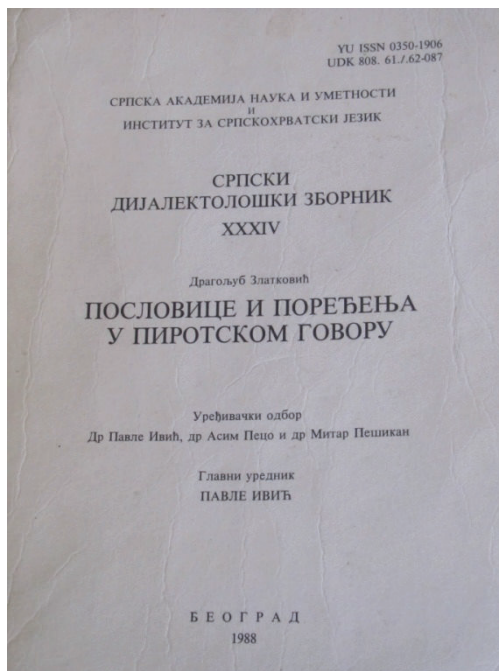 YU ISSN 0350-1906
UDK 808. 61./.62-087
СРПСКА АКАДЕМИЈА НАУКА И УМЕТНОСТИ
И
ИНСТИТУТ ЗА СРПСКОХРВАТСКИ ЈЕЗИК
СРПСКИ
ДИЈАЛЕКТОЛОШКИ ЗБОРНИК
XXXIV
Драгољуб Златковић
ПОСЛОВИЦЕ И ПОРЕЂЕЊА
У ПИРОТСКОМ ГОВОРУ
Уређивачки одбор
Др Павле Ивић, др Асим Пецо и др Митар Пешикан
Главни уредник
ПАВЛЕ ИВИЋ
БЕОГРАД
1988